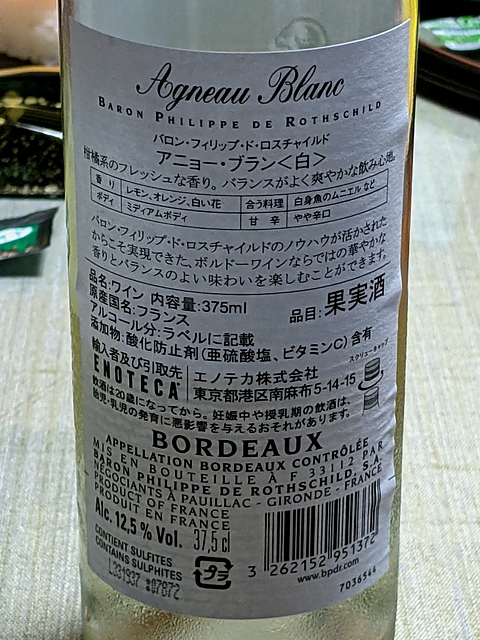 Agneau Blanc
BARON PHILIPPE DE ROTHSCHILD
バロン・フィリップ・ド・ロスチャイルド
アニョー・ブラン<白>
柑橘系のフレッシュな香り。バランスがよく爽やかな飲み心地。
香り レモン、オレンジ、白い花 合う料理 白身魚のムニエル など
ボディ ミディアムボディ 甘辛 やや辛口
バロン・フィリップ・ド・ロスチャイルドのノウハウが活かされた
からこそ実現できた、ボルドーワインならではの華やかな
香りとバランスのよい味わいを楽しむことができます。
品名:ワイン 内容量:375ml
原産国名:フランス 品目:果実酒
アルコール分:ラベルに記載
添加物:酸化防止剤(亜硫酸塩、ビタミンC)含有
輸入者及び引取先 スクリューキャップ
ENOTECA エノテカ株式会社
東京都港区南麻布5-14-15
飲酒は20歳になってから。妊娠中や授乳期の飲酒は、
胎児・乳児の発育に悪影響を与えるおそれがあります。
BORDEAUX
APPELLATION BORDEAUX CONTRÔLÉE
MIS EN BOUTEILLE À F 33112 PAR
BARON PHILIPPE DE ROTHSCHILD, S.A.
NÉGOCIANTS À PAUILLAC - GIRONDE - FRANCE
PRODUCT OF FRANCE
PRODUIT EN FRANCE
Alc. 12,5 % Vol. 37,5 cl
CONTIENT SULFITES
CONTAINS SULPHITES
プラ
3 262152 951372
www.bpdr.com
7036544